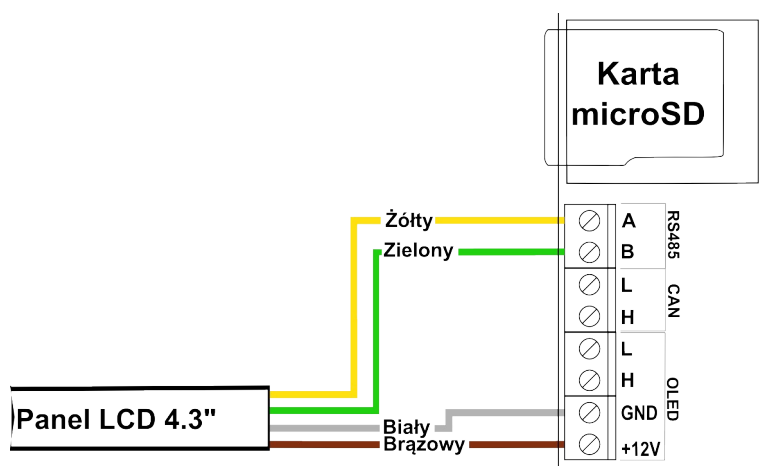 Karta
microSD
Żółty
A
RS485
Zielony
B
L
CAN
H
L
H
OLED
Panel LCD 4.3"
Biały
GND
Brązowy
+12V